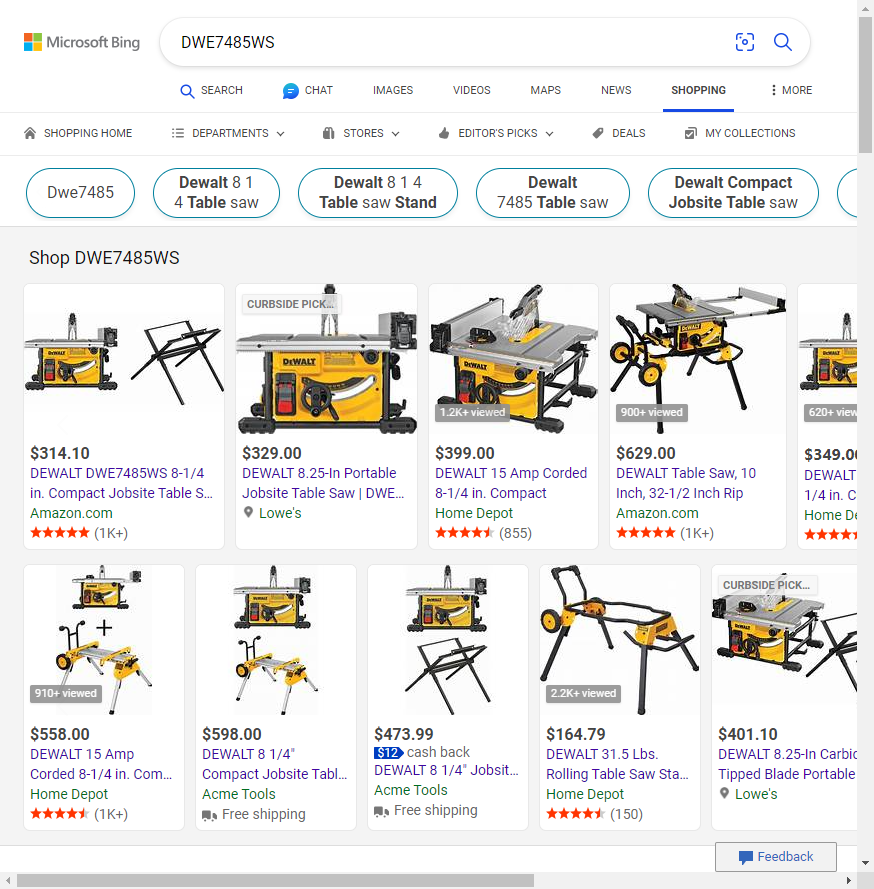 Microsoft Bing
DWE7485WS
SEARCH
CHAT
IMAGES
VIDEOS
MAPS
NEWS
SHOPPING
MORE
SHOPPING HOME
DEPARTMENTS
STORES
EDITOR'S PICKS
DEALS
MY COLLECTIONS
Dwe7485
Dewalt 8 1
4 Table saw
Dewalt 8 1 4
Table saw Stand
Dewalt
7485 Table saw
Dewalt Compact
Jobsite Table saw
Shop DWE7485WS
$314.10
DEWALT DWE7485WS 8-1/4
in. Compact Jobsite Table S...
Amazon.com
(1K+)
CURBSIDE PICK...
DEWALT
$329.00
DEWALT 8.25-In Portable
Jobsite Table Saw | DWE...
Lowe's
1.2K+ viewed
$399.00
DEWALT 15 Amp Corded
8-1/4 in. Compact
Home Depot
(855)
900+ viewed
$629.00
DEWALT Table Saw, 10
Inch, 32-1/2 Inch Rip
Amazon.com
(1K+)
620+ view
$349.0
DEWALT
1/4 in. C
Home De
910+ viewed
$558.00
DEWALT 15 Amp
Corded 8-1/4 in. Com...
Home Depot
(1K+)
$598.00
DEWALT 8 1/4"
Compact Jobsite Tabl...
Acme Tools
Free shipping
$473.99
$12 cash back
DEWALT 8 1/4" Jobsit...
Acme Tools
Free shipping
2.2K+ viewed
$164.79
DEWALT 31.5 Lbs.
Rolling Table Saw Sta...
Home Depot
(150)
CURBSIDE PICK...
$401.10
DEWALT 8.25-In Carbic
Tipped Blade Portable
Lowe's
Feedback